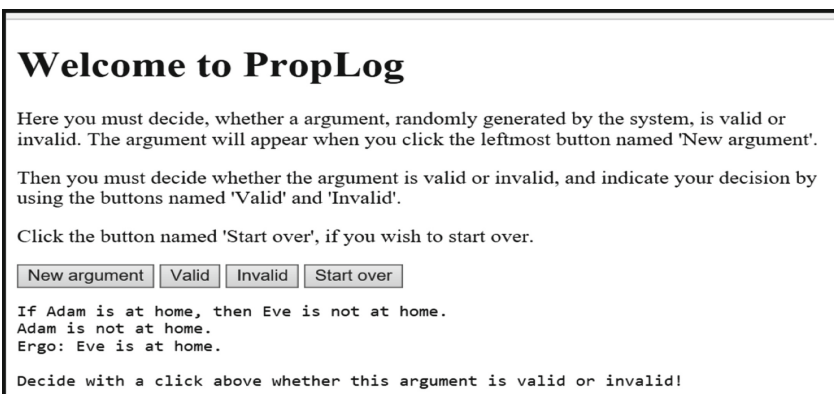 Welcome to PropLog
Here you must decide, whether a argument, randomly generated by the system, is valid or
invalid. The argument will appear when you click the leftmost button named 'New argument'.
Then you must decide whether the argument is valid or invalid, and indicate your decision by
using the buttons named 'Valid' and 'Invalid'.
Click the button named 'Start over', if you wish to start over.
New argument Valid Invalid Start over
If Adam is at home, then Eve is not at home.
Adam is not at home.
Ergo: Eve is at home.
Decide with a click above whether this argument is valid or invalid!